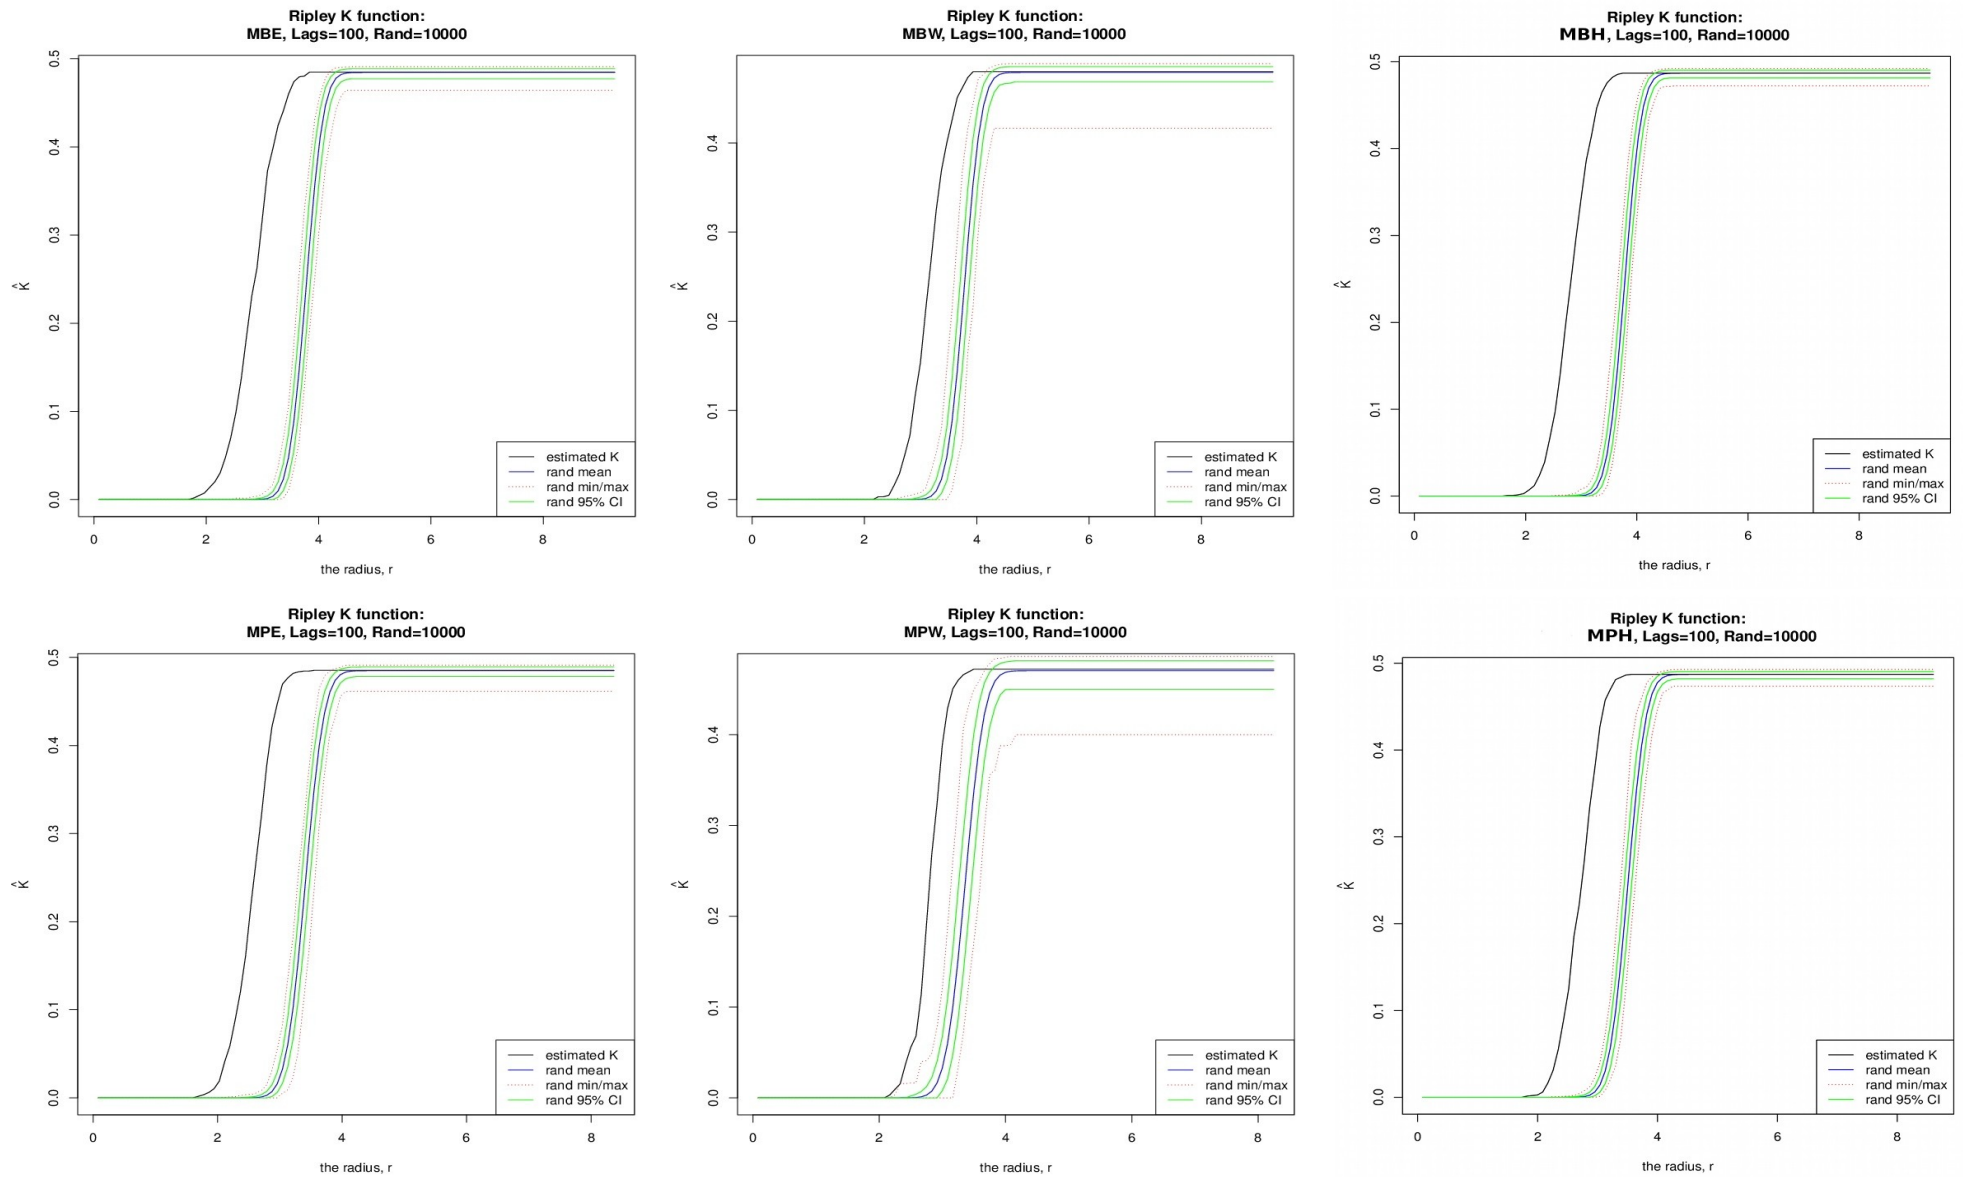 Ripley K function:
MBE, Lags=100, Rand=10000
K̂
0.0 0.1 0.2 0.3 0.4 0.5
estimated K
rand mean
rand min/max
rand 95% CI
0 2 4 6 8
the radius, r
Ripley K function:
MBW, Lags=100, Rand=10000
K̂
0.0 0.1 0.2 0.3 0.4
estimated K
rand mean
rand min/max
rand 95% CI
0 2 4 6 8
the radius, r
Ripley K function:
MBH, Lags=100, Rand=10000
K̂
0.0 0.1 0.2 0.3 0.4 0.5
estimated K
rand mean
rand min/max
rand 95% CI
0 2 4 6 8
the radius, r
Ripley K function:
MPE, Lags=100, Rand=10000
K̂
0.0 0.1 0.2 0.3 0.4 0.5
estimated K
rand mean
rand min/max
rand 95% CI
0 2 4 6 8
the radius, r
Ripley K function:
MPW, Lags=100, Rand=10000
K̂
0.0 0.1 0.2 0.3 0.4
estimated K
rand mean
rand min/max
rand 95% CI
0 2 4 6 8
the radius, r
Ripley K function:
MPH, Lags=100, Rand=10000
K̂
0.0 0.1 0.2 0.3 0.4 0.5
estimated K
rand mean
rand min/max
rand 95% CI
0 2 4 6 8
the radius, r